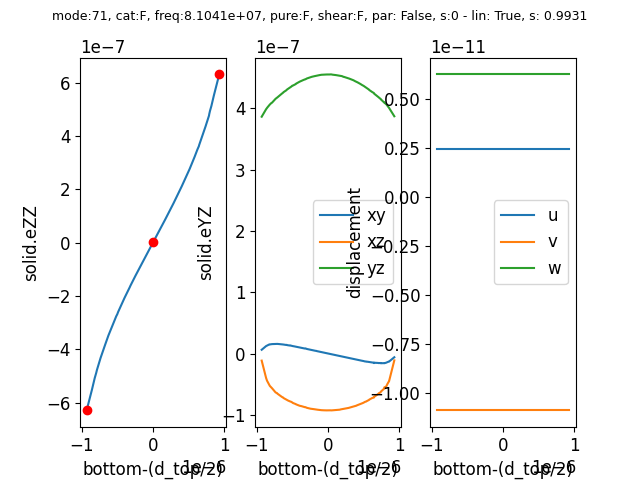 mode:71, cat:F, freq:8.1041e+07, pure:F, shear:F, par: False, s:0 - lin: True, s: 0.9931
1e−7
solid.eZZ
6
4
2
0
−2
−4
−6
−1
0
1
1e−6
bottom-(d_top/2)
1e−7
solid.eYZ
4
3
2
1
0
−1
xy
xz
yz
−1
0
1
1e−6
bottom-(d_top/2)
1e−11
displacement
0.50
0.25
0.00
−0.25
−0.50
−0.75
−1.00
u
v
w
−1
0
1
1e−6
bottom-(d_top/2)